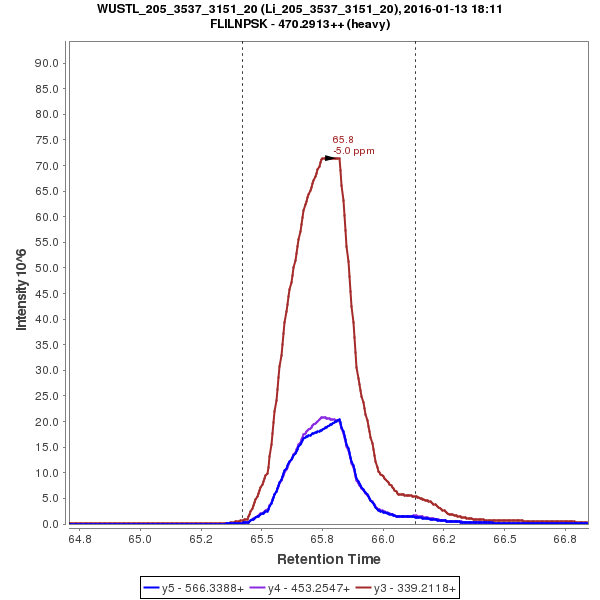 WUSTL_205_3537_3151_20 (Li_205_3537_3151_20), 2016-01-13 18:11
FLILNPSK - 470.2913++ (heavy)
65.8
-5.0 ppm
90.0
85.0
80.0
75.0
70.0
65.0
60.0
55.0
50.0
45.0
40.0
35.0
30.0
25.0
20.0
15.0
10.0
5.0
0.0
Intensity 10^6
64.8 65.0 65.2 65.5 65.8 66.0 66.2 66.5 66.8
Retention Time
y5 - 566.3388+ y4 - 453.2547+ y3 - 339.2118+